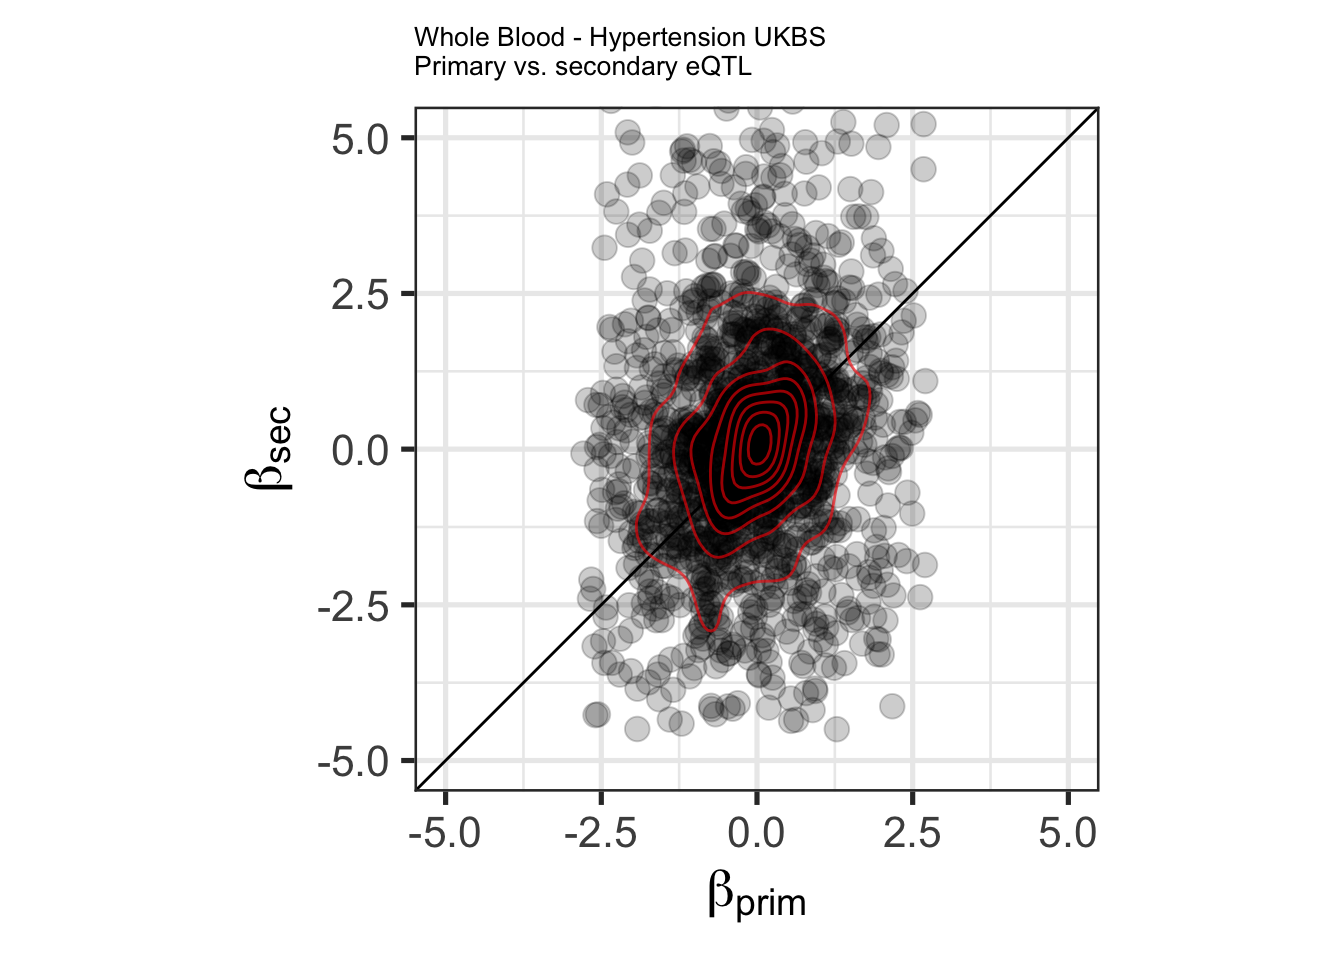 Whole Blood - Hypertension UKBS
Primary vs. secondary eQTL
5.0
2.5
0.0
-2.5
-5.0
βsec
-5.0 -2.5 0.0 2.5 5.0
βprim